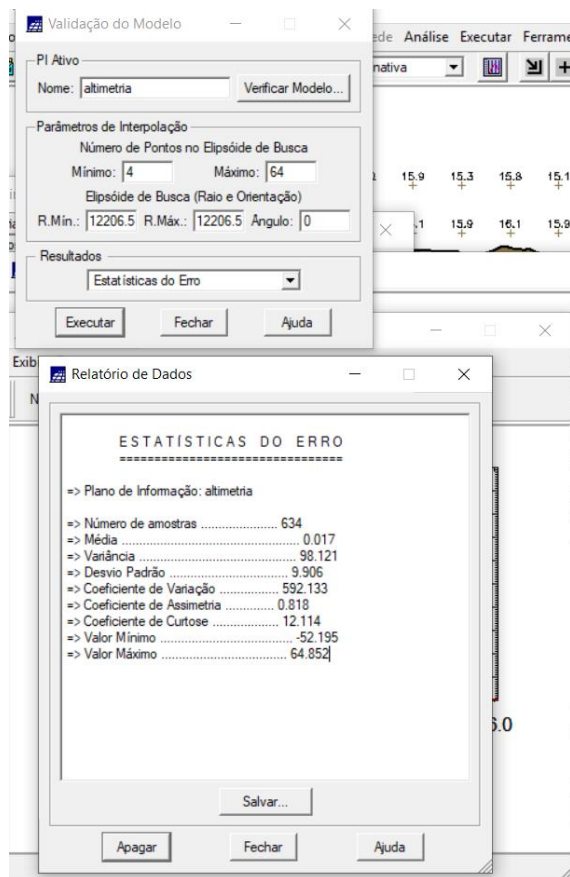 Validação do Modelo
PI Ativo
Nome: altimetria Verificar Modelo...
Parâmetros de Interpolação
Número de Pontos no Elipsóide de Busca
Mínimo: 4 Máximo: 64
Elipsóide de Busca (Raio e Orientação)
R.Mín.: 12206.5 R.Máx.: 12206.5 Ângulo: 0
Resultados
Estatísticas do Erro
Executar Fechar Ajuda
Análise Executar
nativa
15.9 15.3 15.8 15.1
15.9 16.1 15.9
Relatório de Dados
ESTATÍSTICAS DO ERRO
================================
=> Plano de Informação: altimetria
=> Número de amostras ...................... 634
=> Média ................................................... 0.017
=> Variância ............................................. 98.121
=> Desvio Padrão .................................. 9.906
=> Coeficiente de Variação .................. 592.133
=> Coeficiente de Assimetria .............. 0.818
=> Coeficiente de Curtose ................... 12.114
=> Valor Mínimo ...................................... -52.195
=> Valor Máximo .................................... 64.852
Salvar...
Apagar Fechar Ajuda